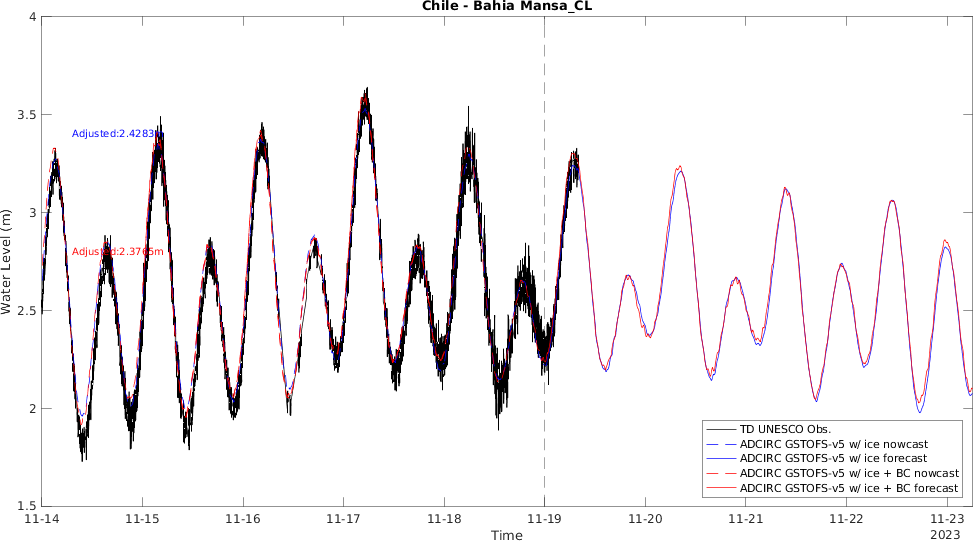 Chile - Bahia Mansa_CL
4
3.5
3
2.5
2
1.5
Water Level (m)
Adjusted:2.4283m
Adjusted:2.3765m
11-14
11-15
11-16
11-17
11-18
11-19
11-20
11-21
11-22
11-23
2023
Time
TD UNESCO Obs.
ADCIRC GSTOFS-v5 w/ ice nowcast
ADCIRC GSTOFS-v5 w/ ice forecast
ADCIRC GSTOFS-v5 w/ ice + BC nowcast
ADCIRC GSTOFS-v5 w/ ice + BC forecast